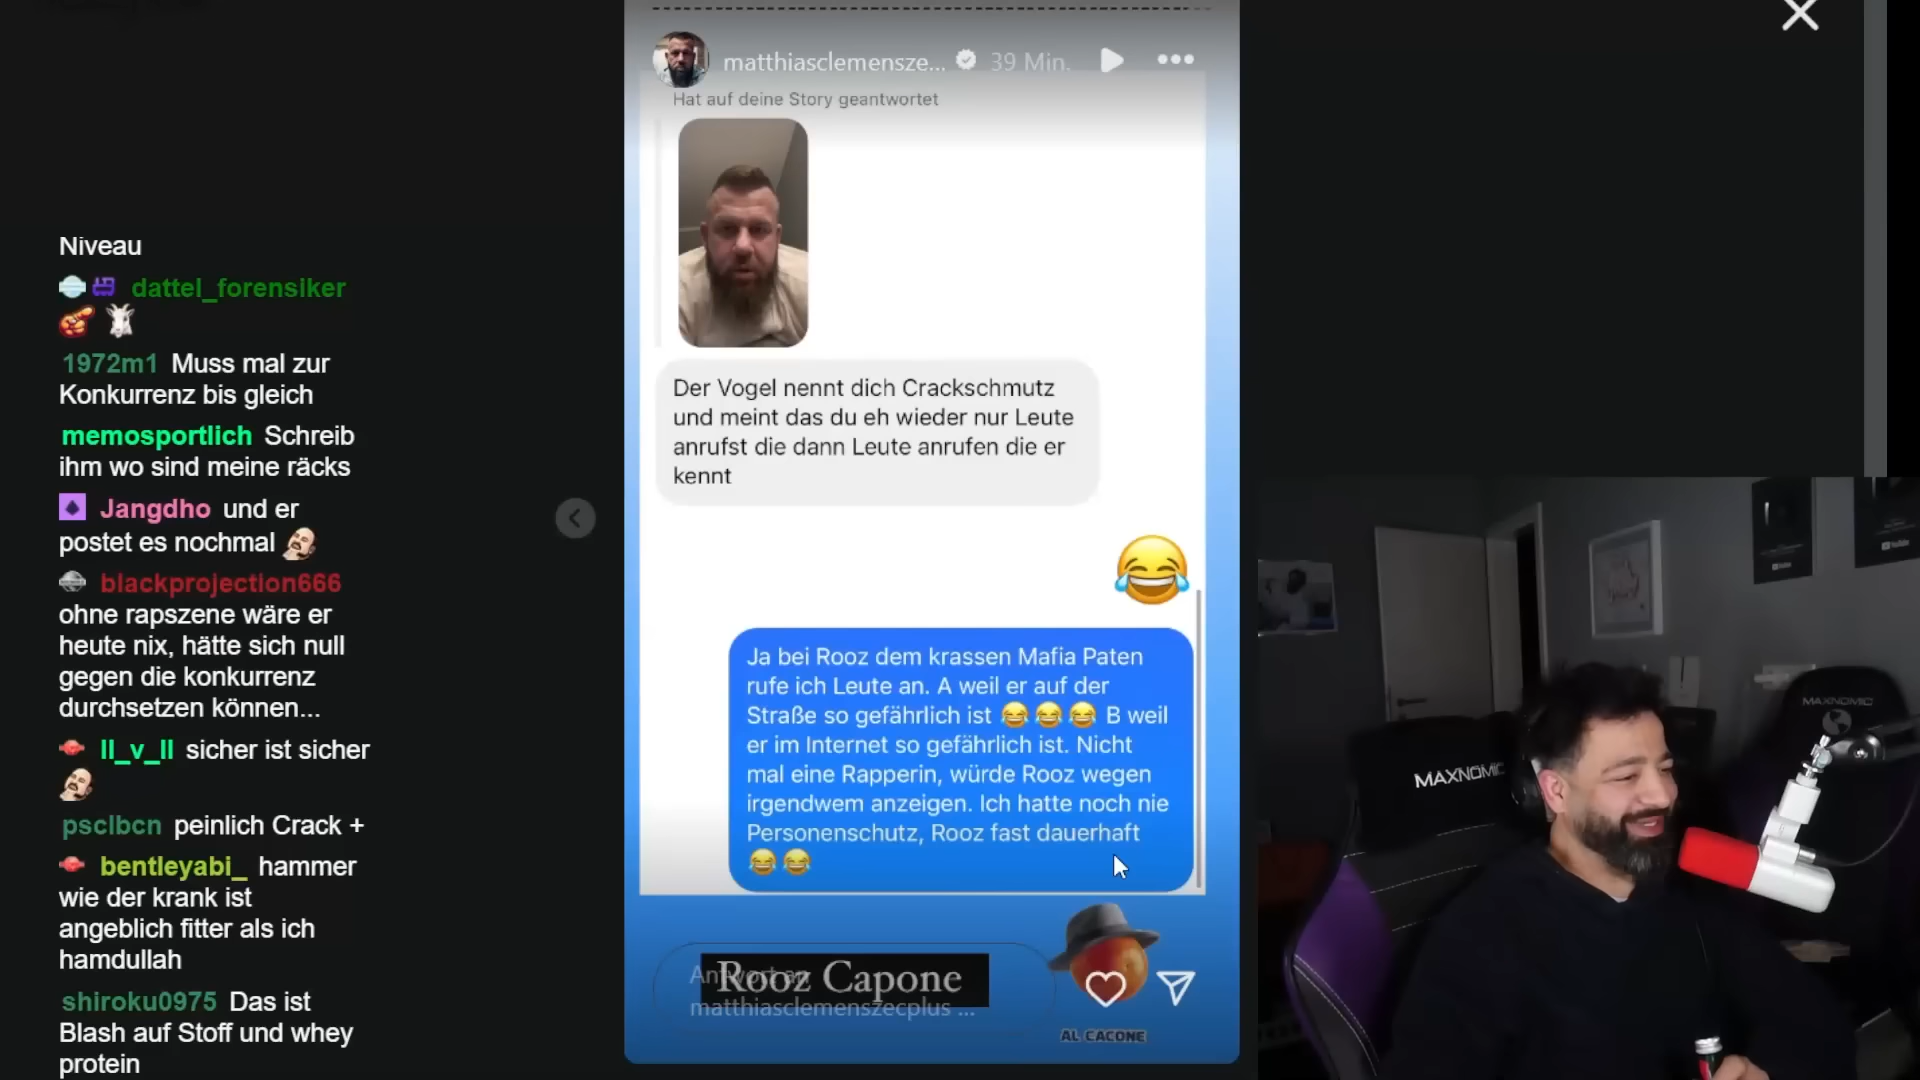 Niveau
dattel_forensiker
1972m1 Muss mal zur
Konkurrenz bis gleich
memosportlich Schreib
ihm wo sind meine räcks
Jangdho und er
postet es nochmal
blackprojection666
ohne rapszene wäre er
heute nix, hätte sich null
gegen die konkurrenz
durchsetzen können...
ll_v_ll sicher ist sicher
psclbcn peinlich Crack +
bentleyabi_ hammer
wie der krank ist
angeblich fitter als ich
hamdullah
shiroku0975 Das ist
Blash auf Stoff und whey
protein
matthiasclemensze... 39 Min.
Hat auf deine Story geantwortet
Der Vogel nennt dich Crackschmutz
und meint das du eh wieder nur Leute
anrufst die dann Leute anrufen die er
kennt
😂
Ja bei Rooz dem krassen Mafia Paten
rufe ich Leute an. A weil er auf der
Straße so gefährlich ist 😂😂😂 B weil
er im Internet so gefährlich ist. Nicht
mal eine Rapperin, würde Rooz wegen
irgendwem anzeigen. Ich hatte noch nie
Personenschutz, Rooz fast dauerhaft
😂😂
Antwort an
Rooz Capone
matthiasclemenszecplus ...
AL CACONE
MAXNOMIC
MAXNOMIC
YouTube
YouTube